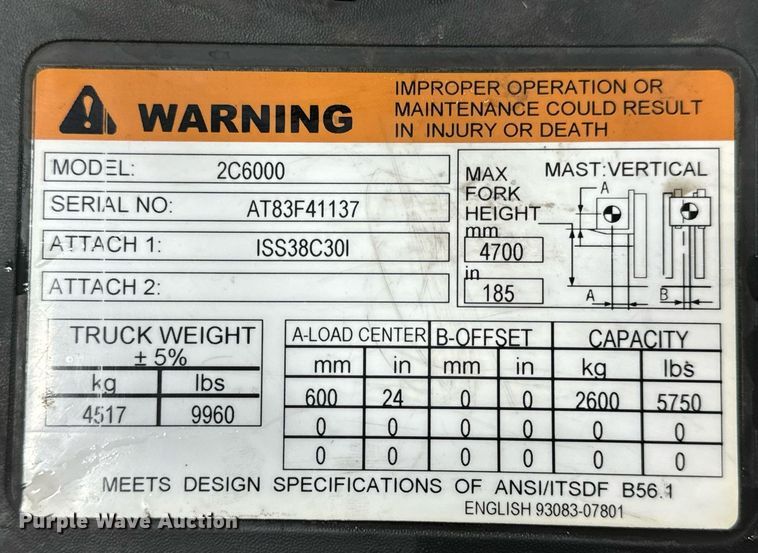 WARNING
IMPROPER OPERATION OR
MAINTENANCE COULD RESULT
IN INJURY OR DEATH
MODEL: 2C6000
SERIAL NO: AT83F41137
ATTACH 1: ISS38C30I
ATTACH 2:
MAX
FORK
HEIGHT
mm
4700
in
185
MAST:VERTICAL
A
A B
TRUCK WEIGHT
± 5%
kg lbs
4517 9960
A-LOAD CENTER B-OFFSET CAPACITY
mm in mm in kg lbs
600 24 0 0 2600 5750
0 0 0 0 0 0
0 0 0 0 0 0
MEETS DESIGN SPECIFICATIONS OF ANSI/ITSDF B56.1
ENGLISH 93083-07801
Purple Wave Auction